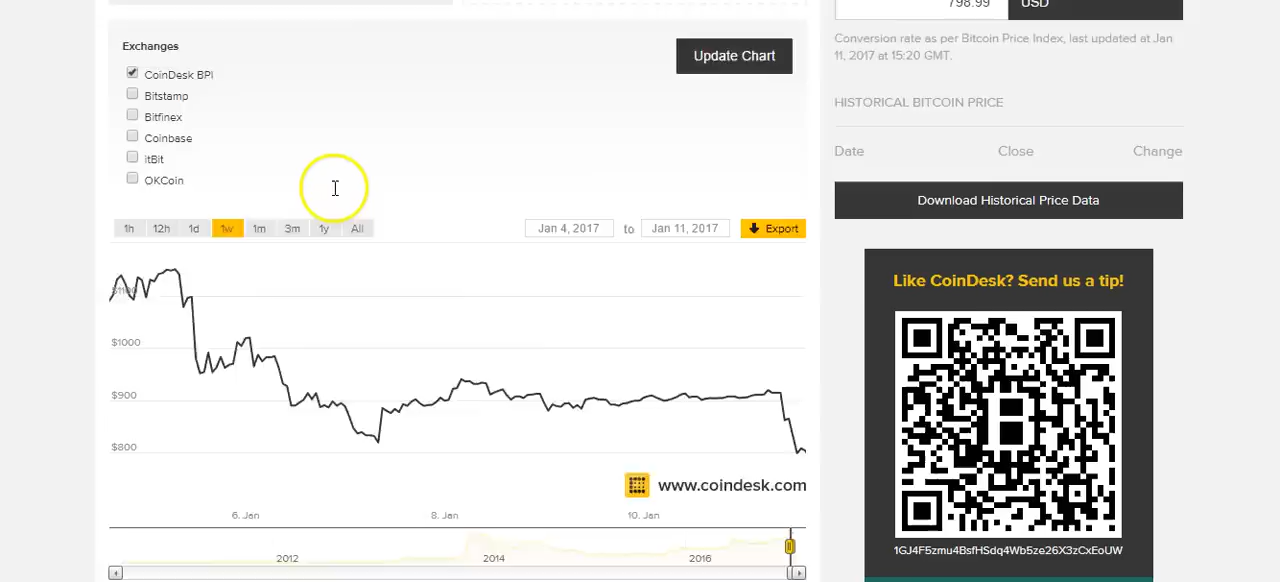 798.99 USD
Conversion rate as per Bitcoin Price Index, last updated at Jan
11, 2017 at 15:20 GMT.
Exchanges
CoinDesk BPI
Bitstamp
Bitfinex
Coinbase
itBit
OKCoin
Update Chart
HISTORICAL BITCOIN PRICE
Date Close Change
Download Historical Price Data
1h 12h 1d 1w 1m 3m 1y All
Jan 4, 2017 to Jan 11, 2017 Export
$1100
$1000
$900
$800
www.coindesk.com
6. Jan 8. Jan 10. Jan
2012 2014 2016
Like CoinDesk? Send us a tip!
1GJ4F5zmu4BsfHSdq4Wb5ze26X3zCxEoUW